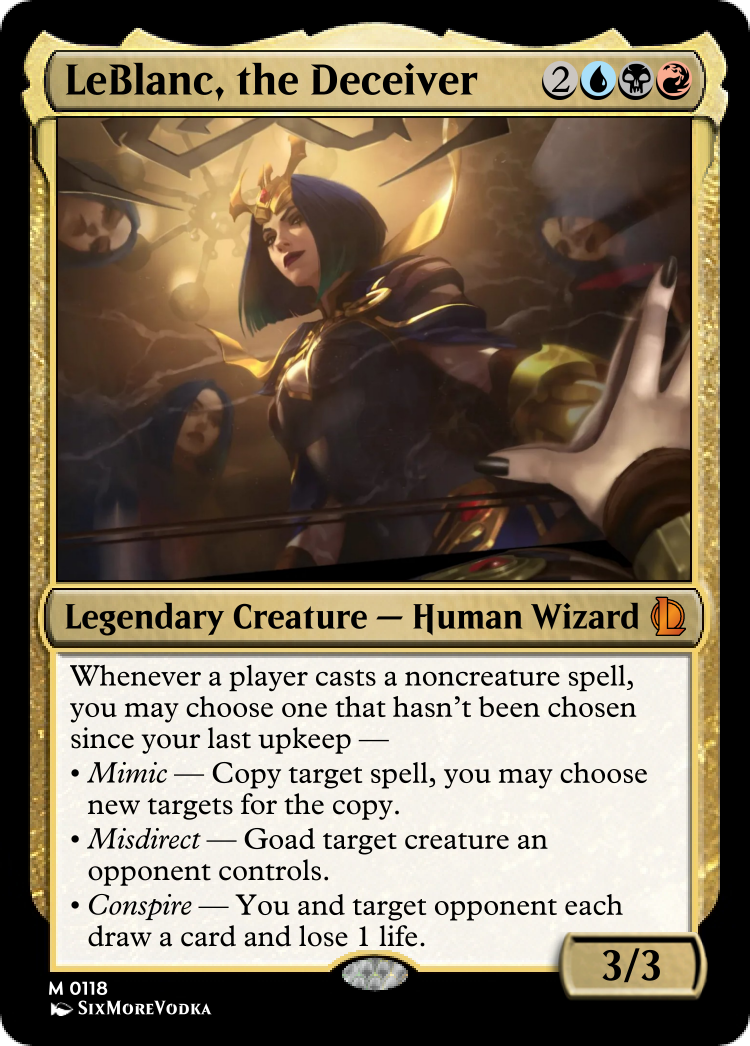 LeBlanc, the Deceiver 2
Legendary Creature — Human Wizard
Whenever a player casts a noncreature spell,
you may choose one that hasn't been chosen
since your last upkeep —
• Mimic — Copy target spell, you may choose
new targets for the copy.
• Misdirect — Goad target creature an
opponent controls.
• Conspire — You and target opponent each
draw a card and lose 1 life.
3/3
M 0118
SixMoreVodka